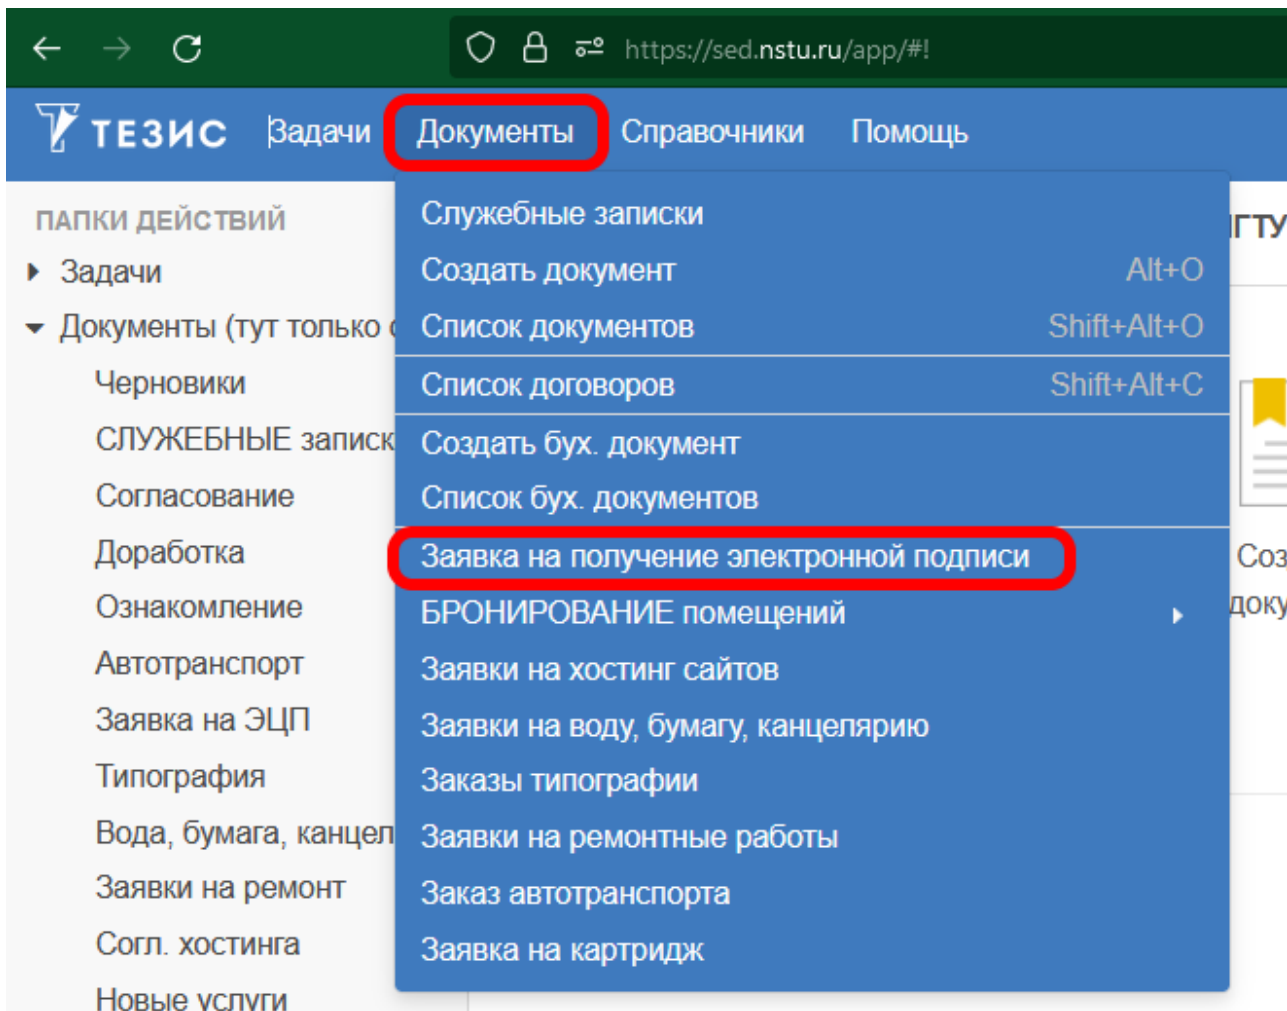 https://sed.nstu.ru/app/#!
ТЕЗИС Задачи Документы Справочники Помощь
ПАПКИ ДЕЙСТВИЙ
Задачи
Документы (тут только
Черновики
СЛУЖЕБНЫЕ записк
Согласование
Доработка
Ознакомление
Автотранспорт
Заявка на ЭЦП
Типография
Вода, бумага, канцел
Заявки на ремонт
Согл. хостинга
Новые услуги
Служебные записки
Создать документ Alt+O
Список документов Shift+Alt+O
Список договоров Shift+Alt+C
Создать бух. документ
Список бух. документов
Заявка на получение электронной подписи
БРОНИРОВАНИЕ помещений
Заявки на хостинг сайтов
Заявки на воду, бумагу, канцелярию
Заказы типографии
Заявки на ремонтные работы
Заказ автотранспорта
Заявка на картридж
ГТУ
Соз
доку